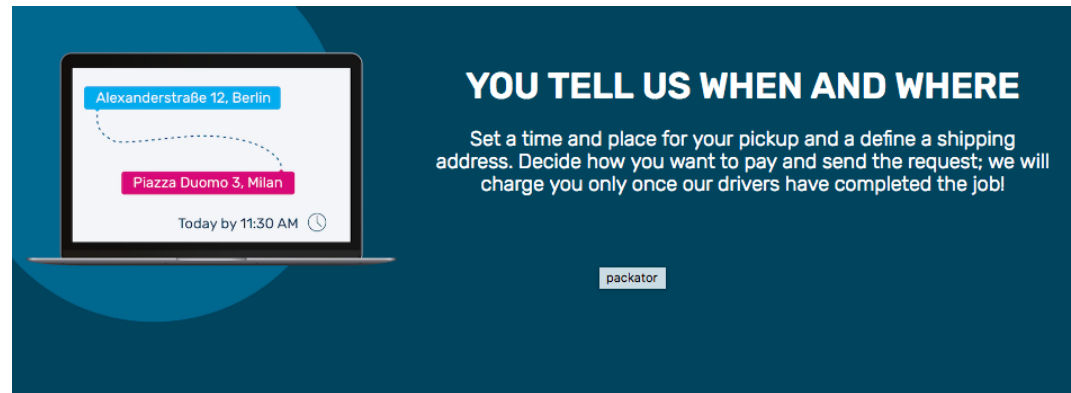 Alexanderstraße 12, Berlin
Piazza Duomo 3, Milan
Today by 11:30 AM
YOU TELL US WHEN AND WHERE
Set a time and place for your pickup and a define a shipping
address. Decide how you want to pay and send the request; we will
charge you only once our drivers have completed the job!
packator